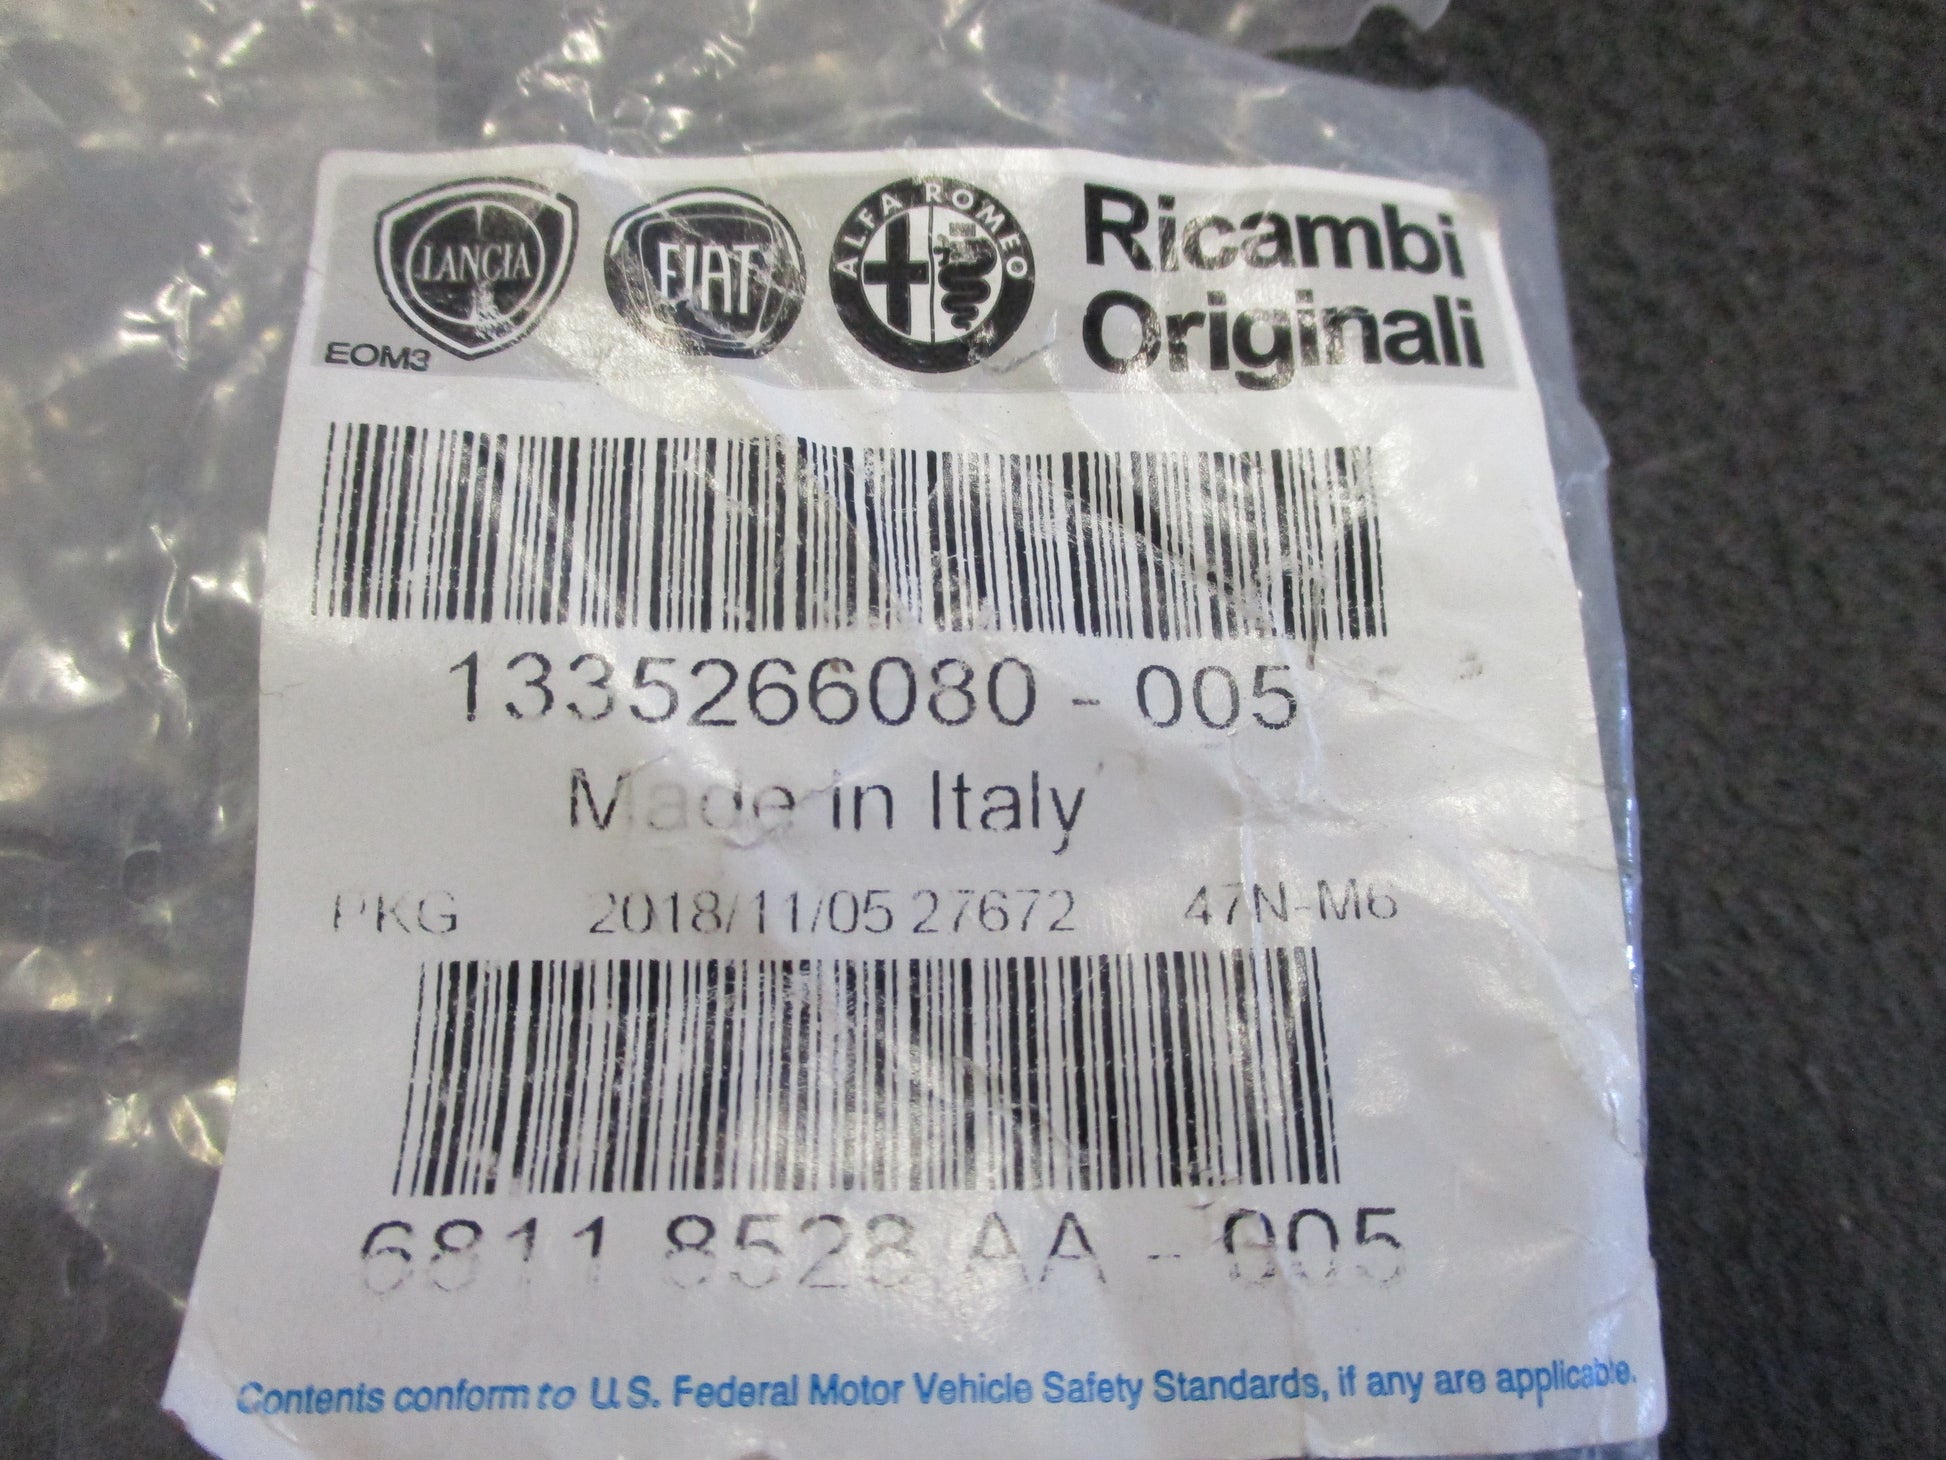 LANCIA FIAT ALFA ROMEO Ricambi
Originali
EOM3
1335266080 - 005
Made in Italy
PKG 2018/11/05 27672 47N-M6
6811 8528 AA - 005
Contents conform to U.S. Federal Motor Vehicle Safety Standards, if any are applicable.